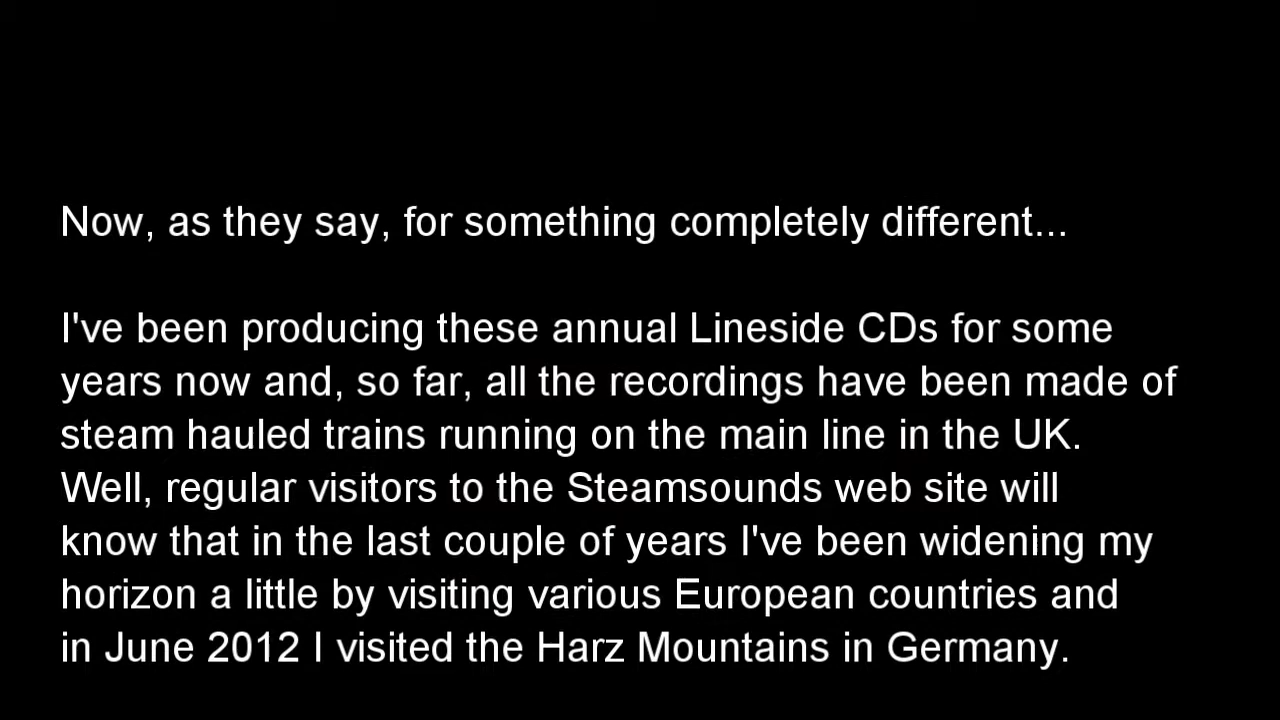 Now, as they say, for something completely different...
I've been producing these annual Lineside CDs for some
years now and, so far, all the recordings have been made of
steam hauled trains running on the main line in the UK.
Well, regular visitors to the Steamsounds web site will
know that in the last couple of years I've been widening my
horizon a little by visiting various European countries and
in June 2012 I visited the Harz Mountains in Germany.